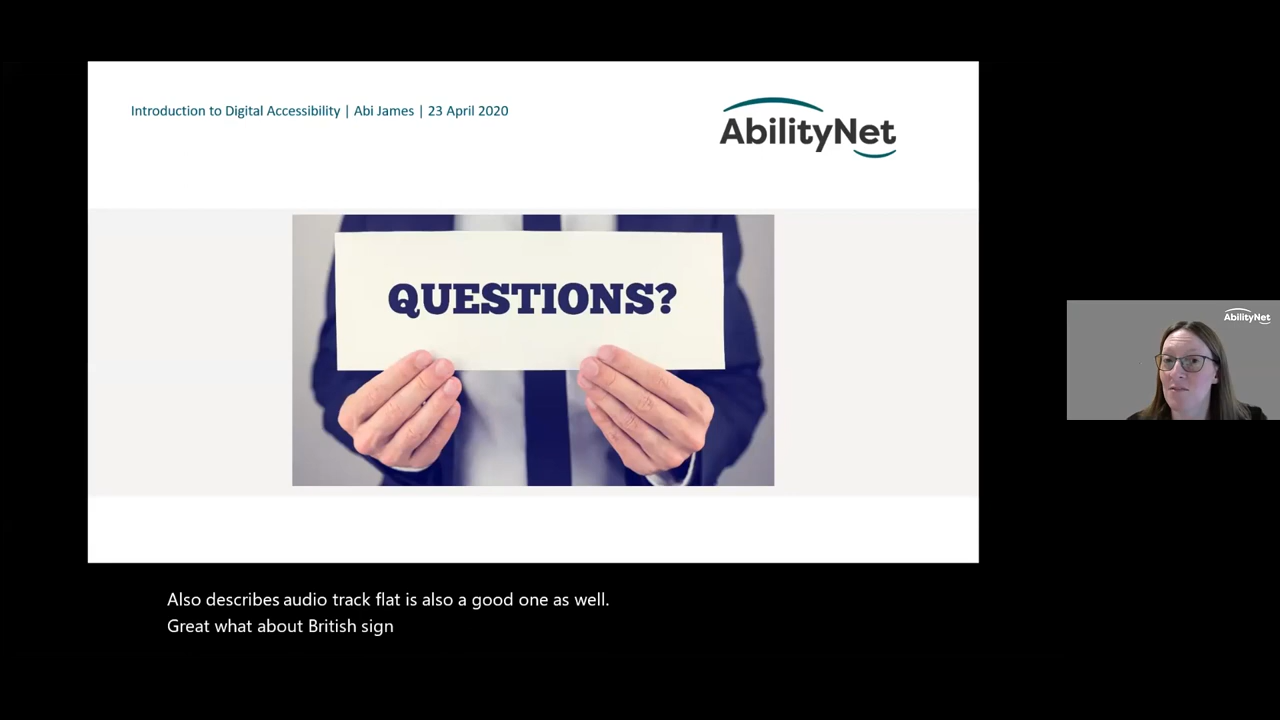 Introduction to Digital Accessibility | Abi James | 23 April 2020
AbilityNet
QUESTIONS?
AbilityNet
Also describes audio track flat is also a good one as well.
Great what about British sign